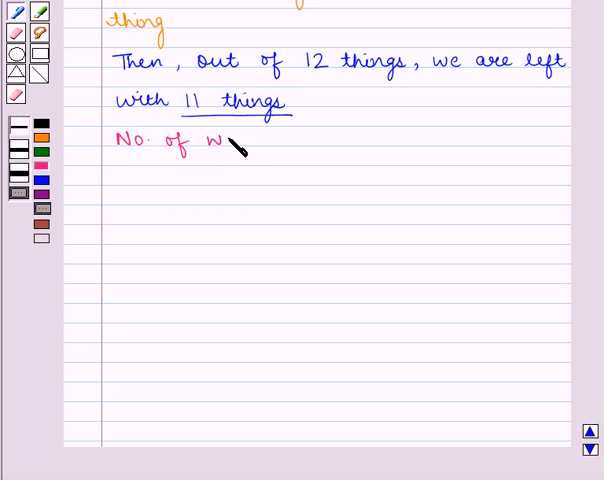 thing
Then, out of 12 things, we are left
with 11 things
No. of w